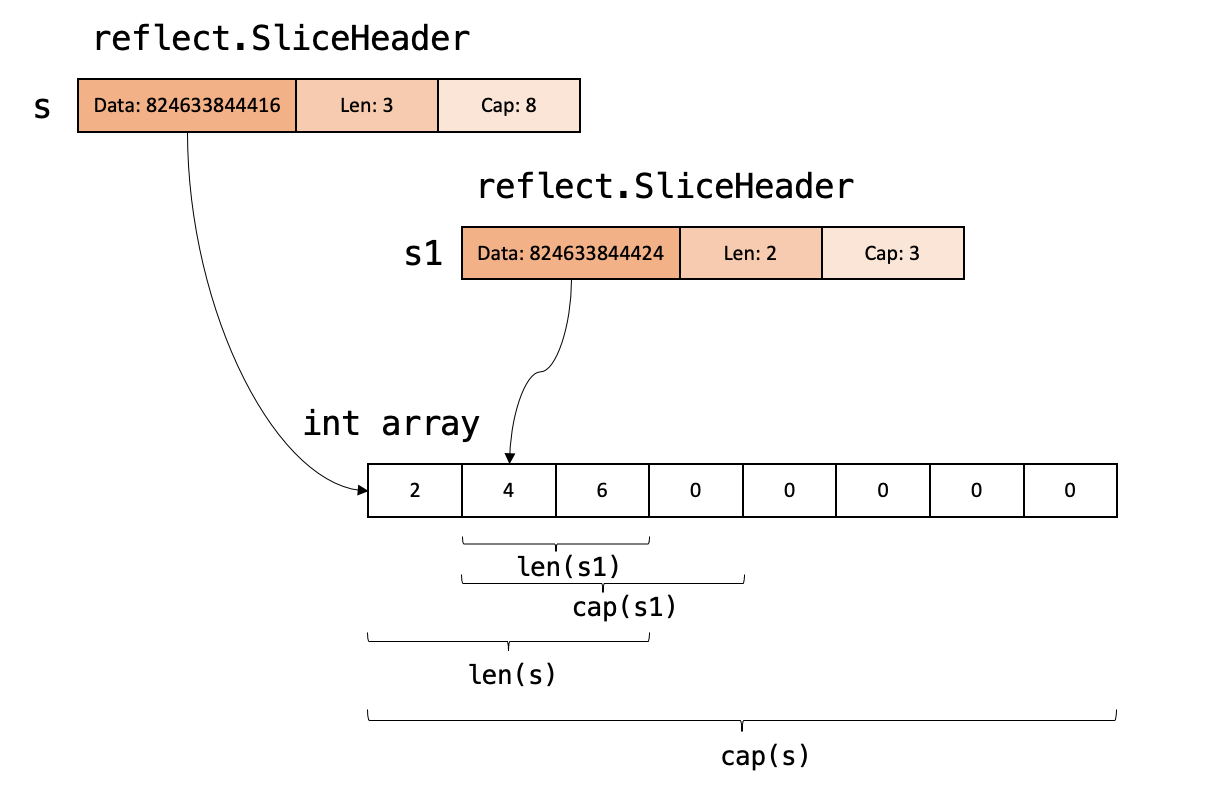 reflect.SliceHeader
s Data: 824633844416 Len: 3 Cap: 8
reflect.SliceHeader
s1 Data: 824633844424 Len: 2 Cap: 3
int array
2 4 6 0 0 0 0 0
len(s1)
cap(s1)
len(s)
cap(s)